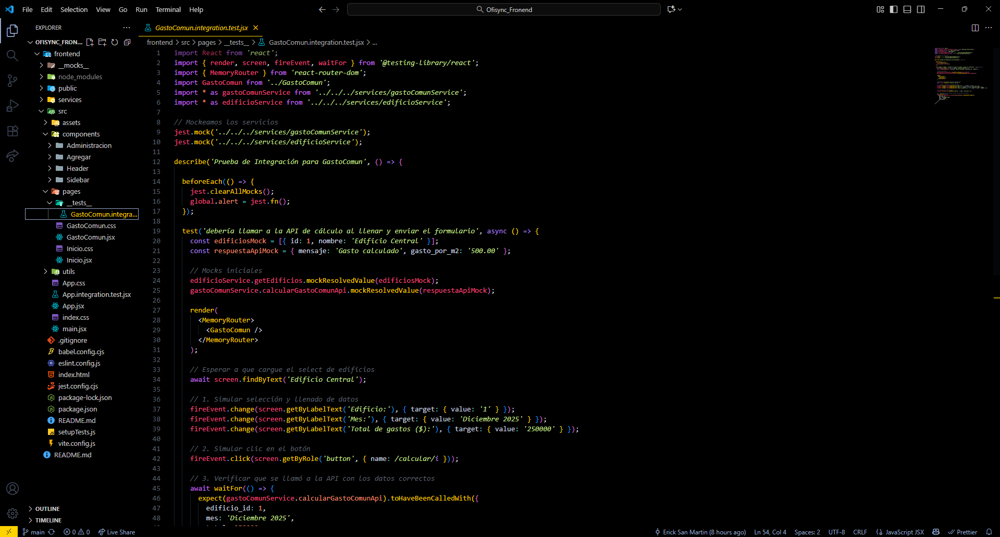 File Edit Selection View Go Run Terminal Help
Ofisync_Fronend
EXPLORER
OFISYNC_FRON...
frontend
__mocks__
node_modules
public
services
src
assets
components
Administracion
Agregar
Header
Sidebar
pages
__tests__
GastoComun.integra...
GastoComun.css
GastoComun.jsx
Inicio.css
Inicio.jsx
utils
App.css
App.integration.test.jsx
App.jsx
index.css
main.jsx
.gitignore
babel.config.cjs
eslint.config.js
index.html
jest.config.cjs
package-lock.json
package.json
README.md
setupTests.js
vite.config.js
README.md
OUTLINE
TIMELINE
GastoComun.integration.test.jsx
frontend > src > pages > __tests__ > GastoComun.integration.test.jsx > ...
1 import React from 'react';
2 import { render, screen, fireEvent, waitFor } from '@testing-library/react';
3 import { MemoryRouter } from 'react-router-dom';
4 import GastoComun from '../GastoComun';
5 import * as gastoComunService from '../../../services/gastoComunService';
6 import * as edificioService from '../../../services/edificioService';
7
8 // Mockeamos los servicios
9 jest.mock('../../../services/gastoComunService');
10 jest.mock('../../../services/edificioService');
11
12 describe('Prueba de Integración para GastoComun', () => {
13
14 beforeEach(() => {
15 jest.clearAllMocks();
16 global.alert = jest.fn();
17 });
18
19 test('debería llamar a la API de cálculo al llenar y enviar el formulario', async () => {
20 const edificiosMock = [{ id: 1, nombre: 'Edificio Central' }];
21 const respuestaApiMock = { mensaje: 'Gasto calculado', gasto_por_m2: '500.00' };
22
23 // Mocks iniciales
24 edificioService.getEdificios.mockResolvedValue(edificiosMock);
25 gastoComunService.calcularGastoComunApi.mockResolvedValue(respuestaApiMock);
26
27 render(
28 <MemoryRouter>
29 <GastoComun />
30 </MemoryRouter>
31 );
32
33 // Esperar a que cargue el select de edificios
34 await screen.findByText('Edificio Central');
35
36 // 1. Simular selección y llenado de datos
37 fireEvent.change(screen.getByLabelText('Edificio:'), { target: { value: '1' } });
38 fireEvent.change(screen.getByLabelText('Mes:'), { target: { value: 'Diciembre 2025' } });
39 fireEvent.change(screen.getByLabelText('Total de gastos ($):'), { target: { value: '250000' } });
40
41 // 2. Simular clic en el botón
42 fireEvent.click(screen.getByRole('button', { name: /calcular/i }));
43
44 // 3. Verificar que se llamó a la API con los datos correctos
45 await waitFor(() => {
46 expect(gastoComunService.calcularGastoComunApi).toHaveBeenCalledWith({
47 edificio_id: 1,
48 mes: 'Diciembre 2025',
main 0 0 Live Share
Erick San Martin (8 hours ago) Ln 54, Col 4 Spaces: 2 UTF-8 CRLF {} JavaScript JSX Prettier